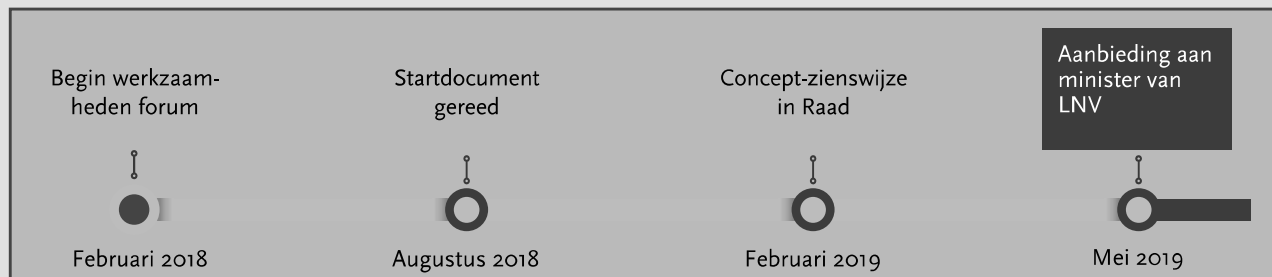 Begin werkzaam-
heden forum
Startdocument
gereed
Concept-zienswijze
in Raad
Aanbieding aan
minister van
LNV
Februari 2018
Augustus 2018
Februari 2019
Mei 2019